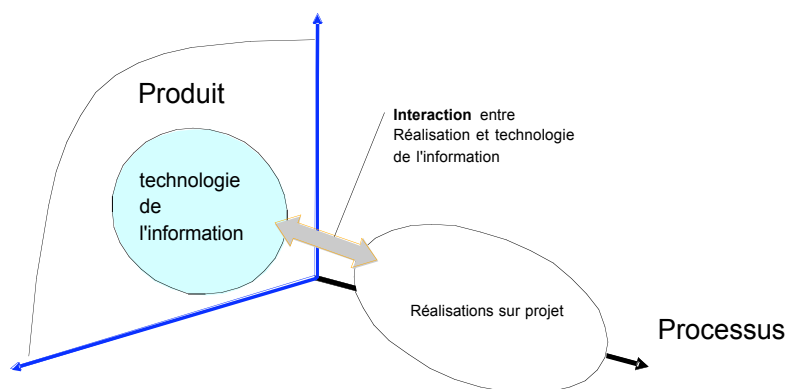 Produit
technologie
de
l'information
Interaction entre
Réalisation et technologie
de l'information
Réalisations sur projet
Processus